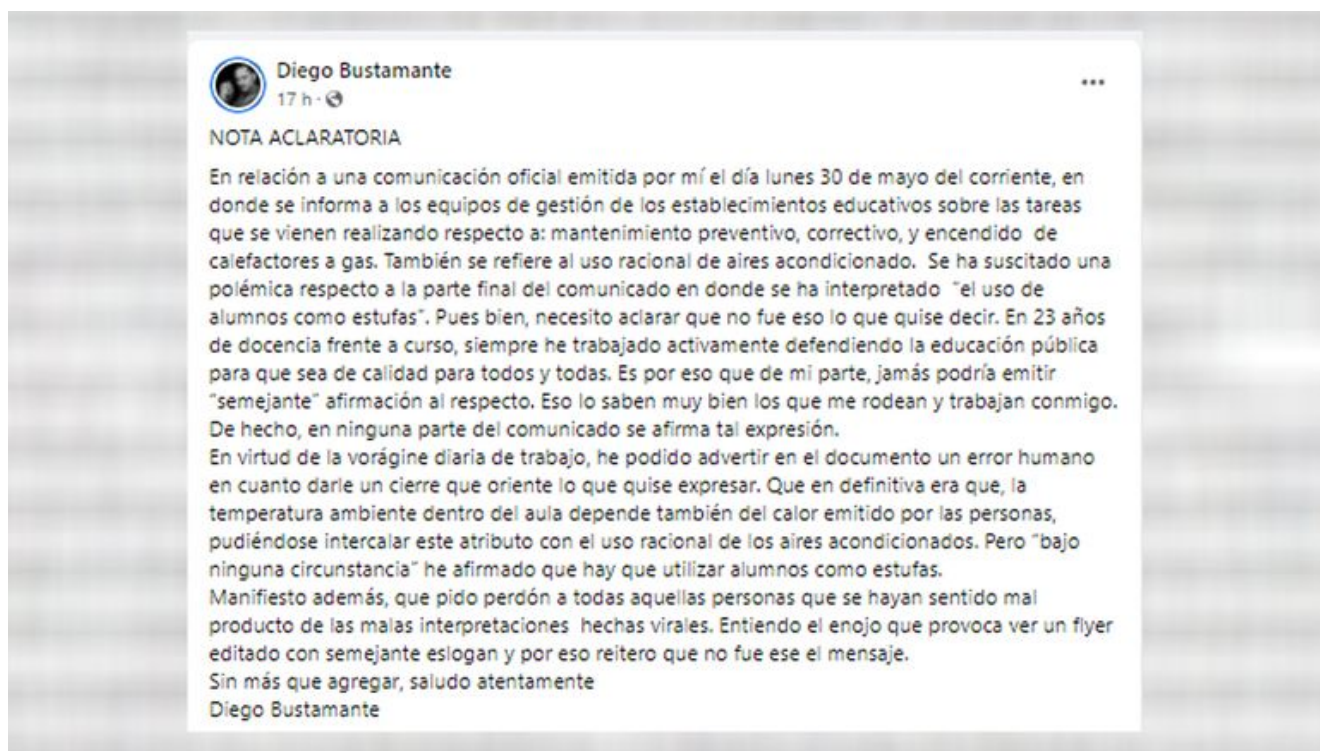 Diego Bustamante
17 h ·
NOTA ACLARATORIA
En relación a una comunicación oficial emitida por mí el día lunes 30 de mayo del corriente, en
donde se informa a los equipos de gestión de los establecimientos educativos sobre las tareas
que se vienen realizando respecto a: mantenimiento preventivo, correctivo, y encendido  de
calefactores a gas. También se refiere al uso racional de aires acondicionado.  Se ha suscitado una
polémica respecto a la parte final del comunicado en donde se ha interpretado  "el uso de
alumnos como estufas". Pues bien, necesito aclarar que no fue eso lo que quise decir. En 23 años
de docencia frente a curso, siempre he trabajado activamente defendiendo la educación pública
para que sea de calidad para todos y todas. Es por eso que de mi parte, jamás podría emitir
"semejante" afirmación al respecto. Eso lo saben muy bien los que me rodean y trabajan conmigo.
De hecho, en ninguna parte del comunicado se afirma tal expresión.
En virtud de la vorágine diaria de trabajo, he podido advertir en el documento un error humano
en cuanto darle un cierre que oriente lo que quise expresar. Que en definitiva era que, la
temperatura ambiente dentro del aula depende también del calor emitido por las personas,
pudiéndose intercalar este atributo con el uso racional de los aires acondicionados. Pero "bajo
ninguna circunstancia" he afirmado que hay que utilizar alumnos como estufas.
Manifiesto además, que pido perdón a todas aquellas personas que se hayan sentido mal
producto de las malas interpretaciones  hechas virales. Entiendo el enojo que provoca ver un flyer
editado con semejante eslogan y por eso reitero que no fue ese el mensaje.
Sin más que agregar, saludo atentamente
Diego Bustamante